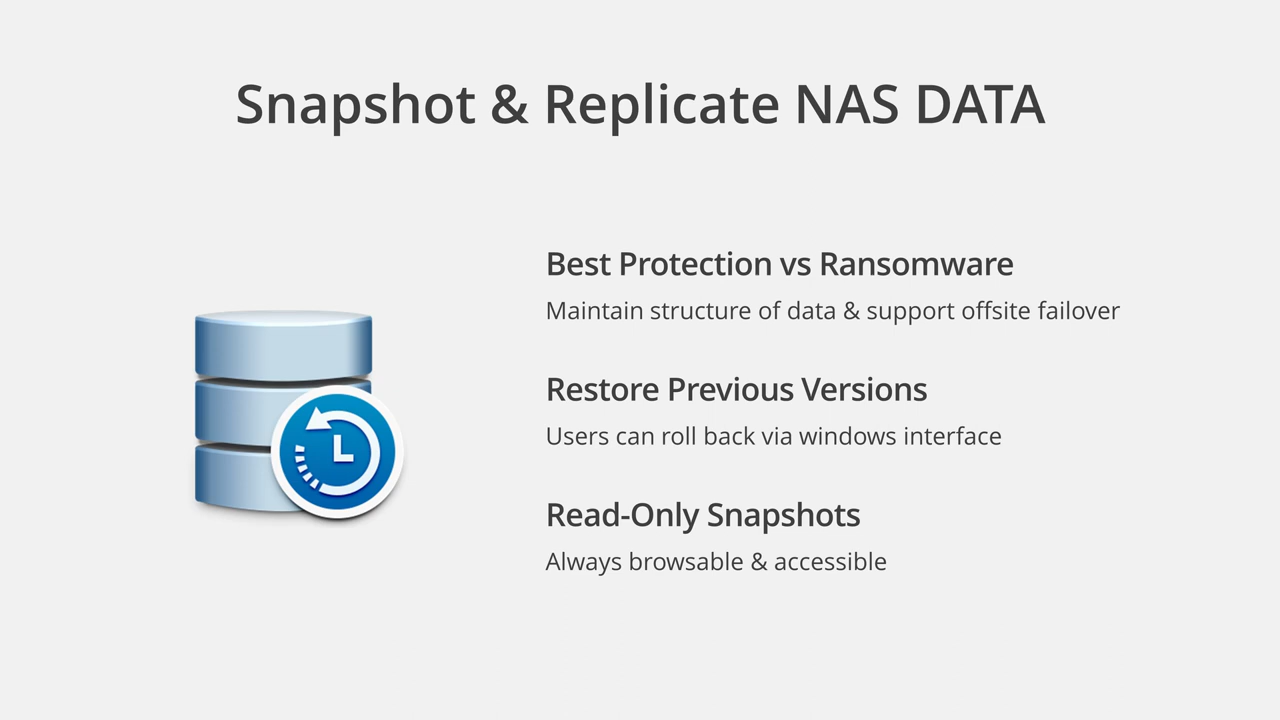 Snapshot & Replicate NAS DATA
Best Protection vs Ransomware
Maintain structure of data & support offsite failover
Restore Previous Versions
Users can roll back via windows interface
Read-Only Snapshots
Always browsable & accessible